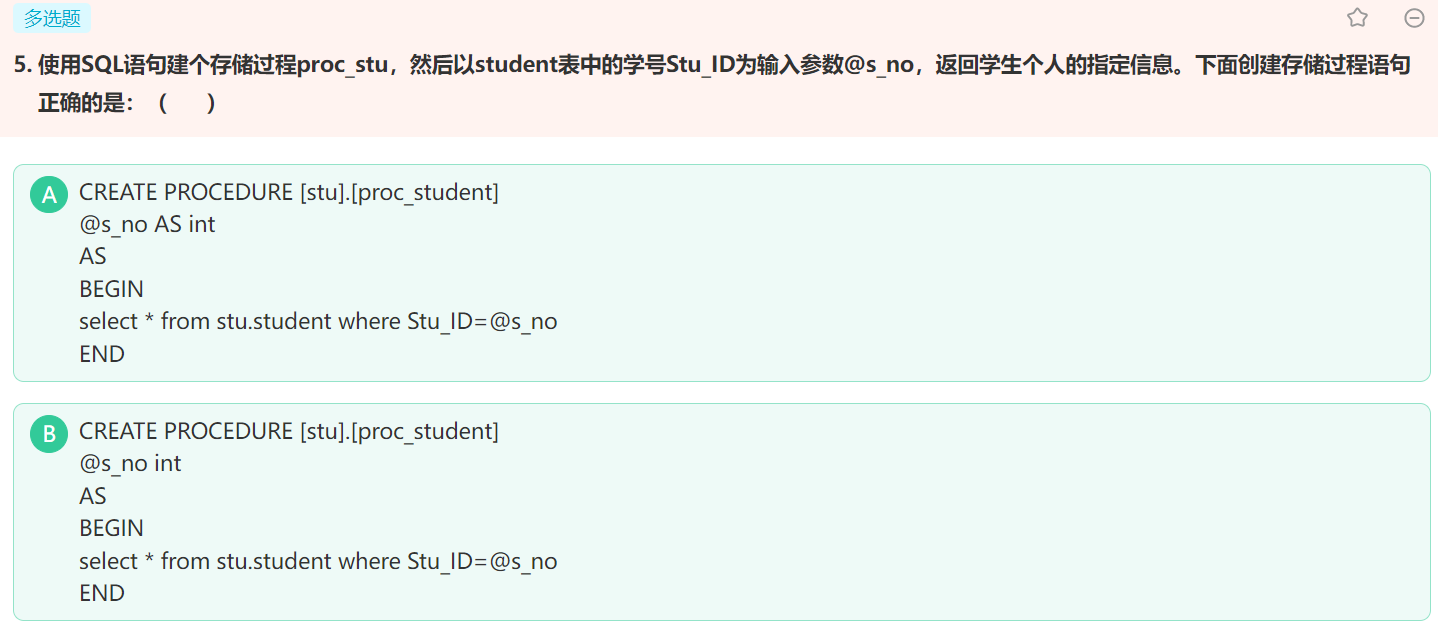 多选题
5. 使用SQL语句建个存储过程proc_stu，然后以student表中的学号Stu_ID为输入参数@s_no，返回学生个人的指定信息。下面创建存储过程语句
正确的是：（　　）
A CREATE PROCEDURE [stu].[proc_student]
@s_no AS int
AS
BEGIN
select * from stu.student where Stu_ID=@s_no
END
B CREATE PROCEDURE [stu].[proc_student]
@s_no int
AS
BEGIN
select * from stu.student where Stu_ID=@s_no
END